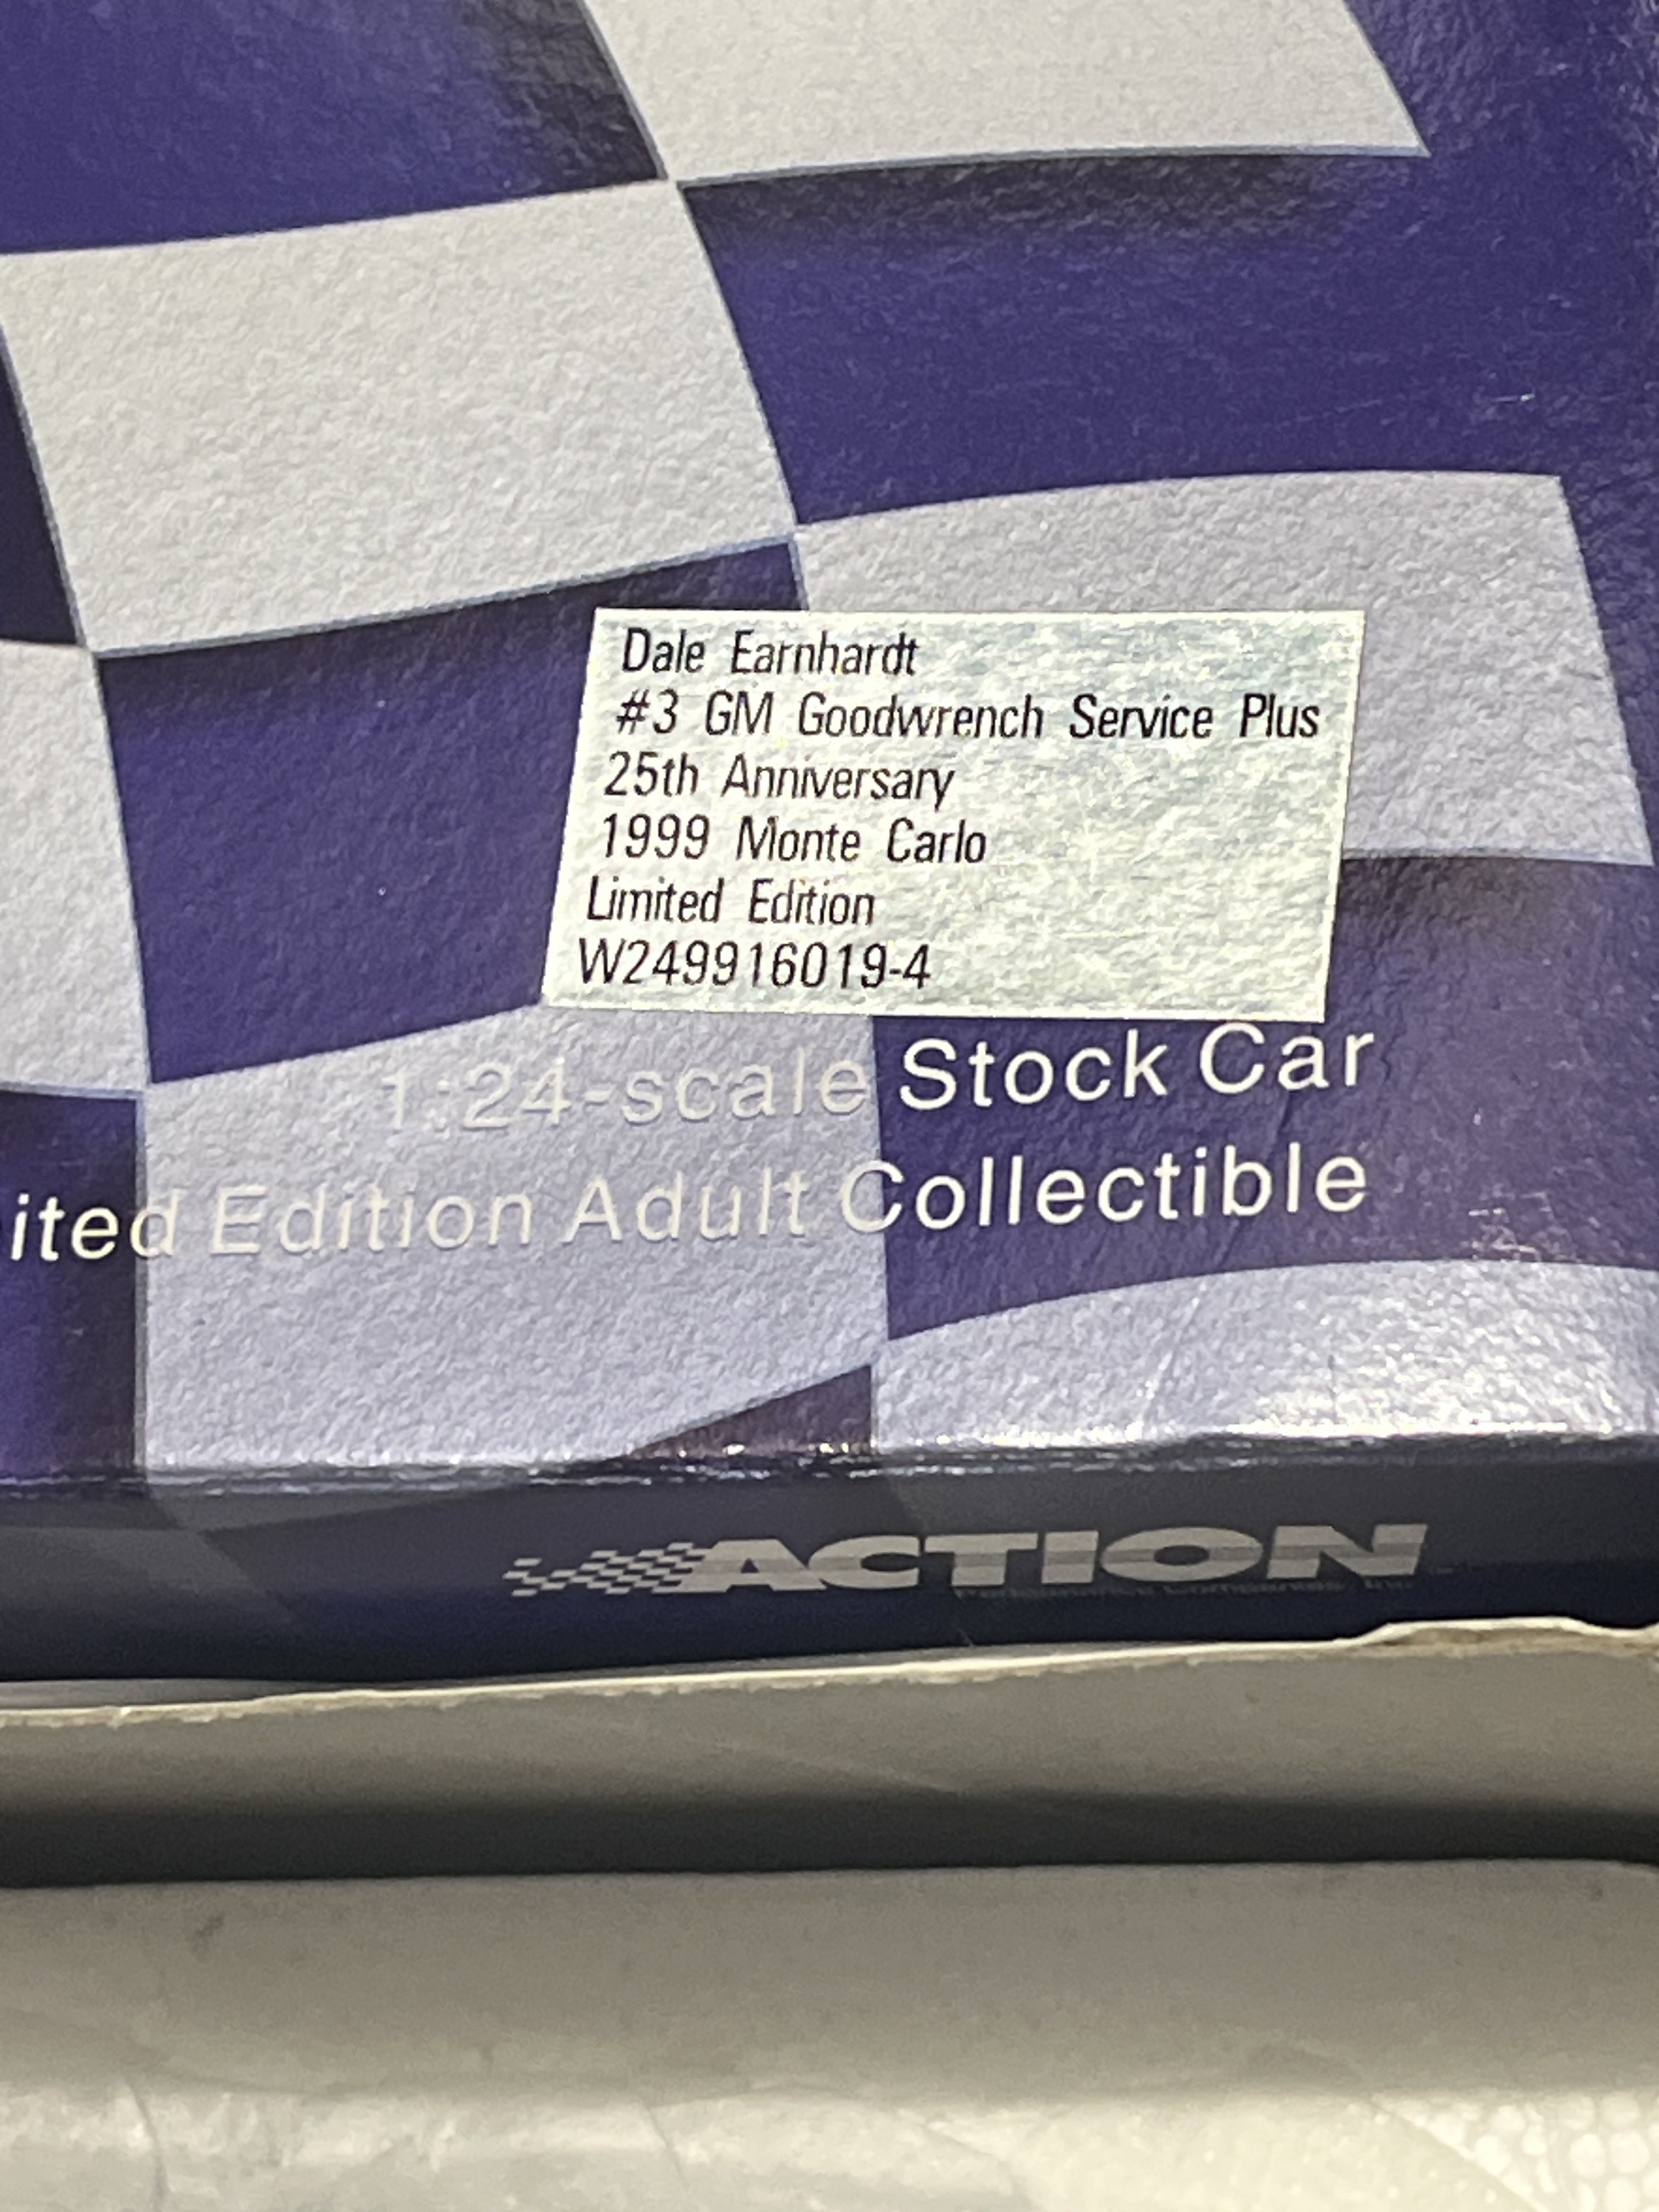 Dale Earnhardt
#3 GM Goodwrench Service Plus
25th Anniversary
1999 Monte Carlo
Limited Edition
W249916019-4
1:24-scale Stock Car
ited Edition Adult Collectible
ACTION